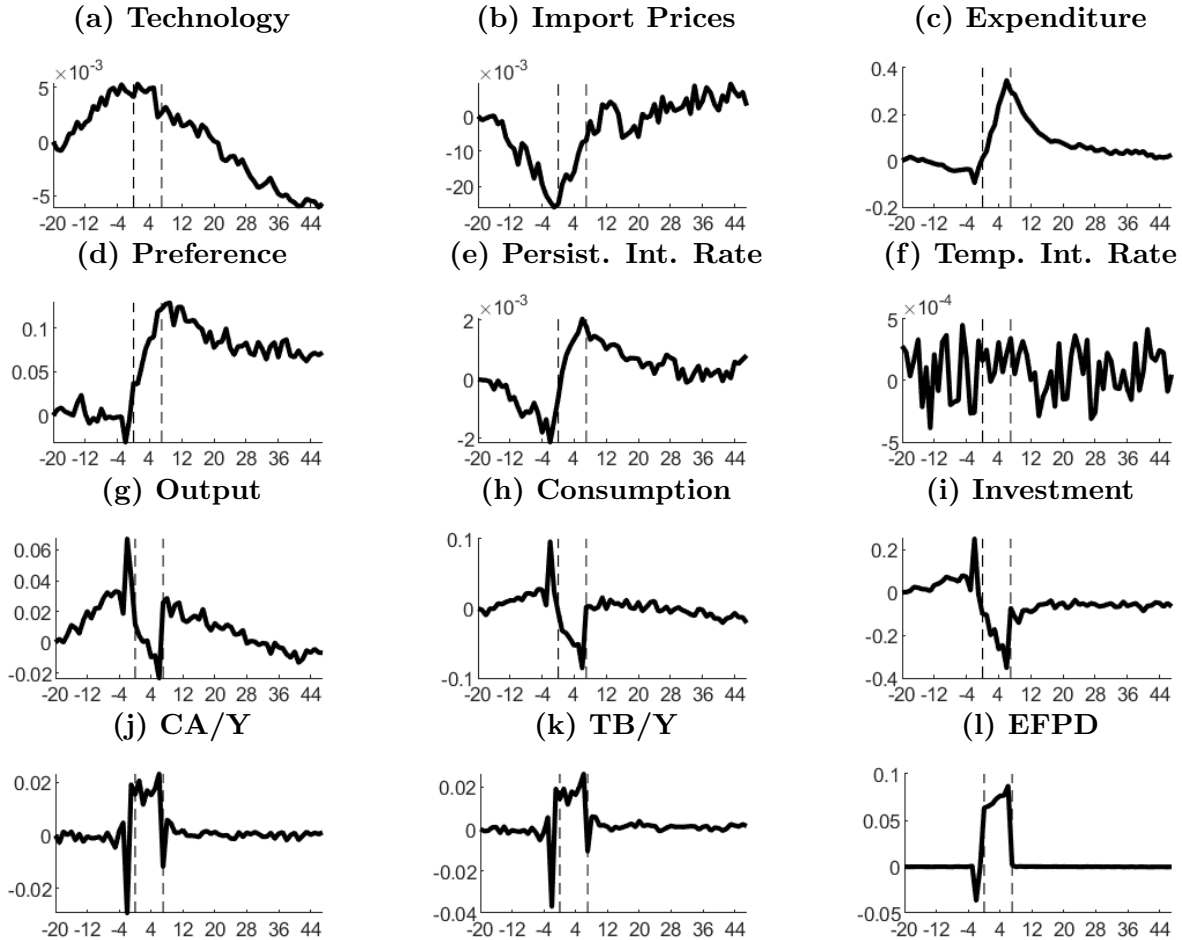 (a) Technology
(b) Import Prices
(c) Expenditure
×10⁻³
5
0
-5
-20 -12 -4 4 12 20 28 36 44
×10⁻³
0
-10
-20
-20 -12 -4 4 12 20 28 36 44
0.4
0.2
0
-0.2
-20 -12 -4 4 12 20 28 36 44
(d) Preference
(e) Persist. Int. Rate
(f) Temp. Int. Rate
0.1
0.05
0
-20 -12 -4 4 12 20 28 36 44
×10⁻³
2
0
-2
-20 -12 -4 4 12 20 28 36 44
×10⁻⁴
5
0
-5
-20 -12 -4 4 12 20 28 36 44
(g) Output
(h) Consumption
(i) Investment
0.06
0.04
0.02
0
-0.02
-20 -12 -4 4 12 20 28 36 44
0.1
0
-0.1
-20 -12 -4 4 12 20 28 36 44
0.2
0
-0.2
-0.4
-20 -12 -4 4 12 20 28 36 44
(j) CA/Y
(k) TB/Y
(l) EFPD
0.02
0
-0.02
-20 -12 -4 4 12 20 28 36 44
0.02
0
-0.02
-0.04
-20 -12 -4 4 12 20 28 36 44
0.1
0.05
0
-0.05
-20 -12 -4 4 12 20 28 36 44